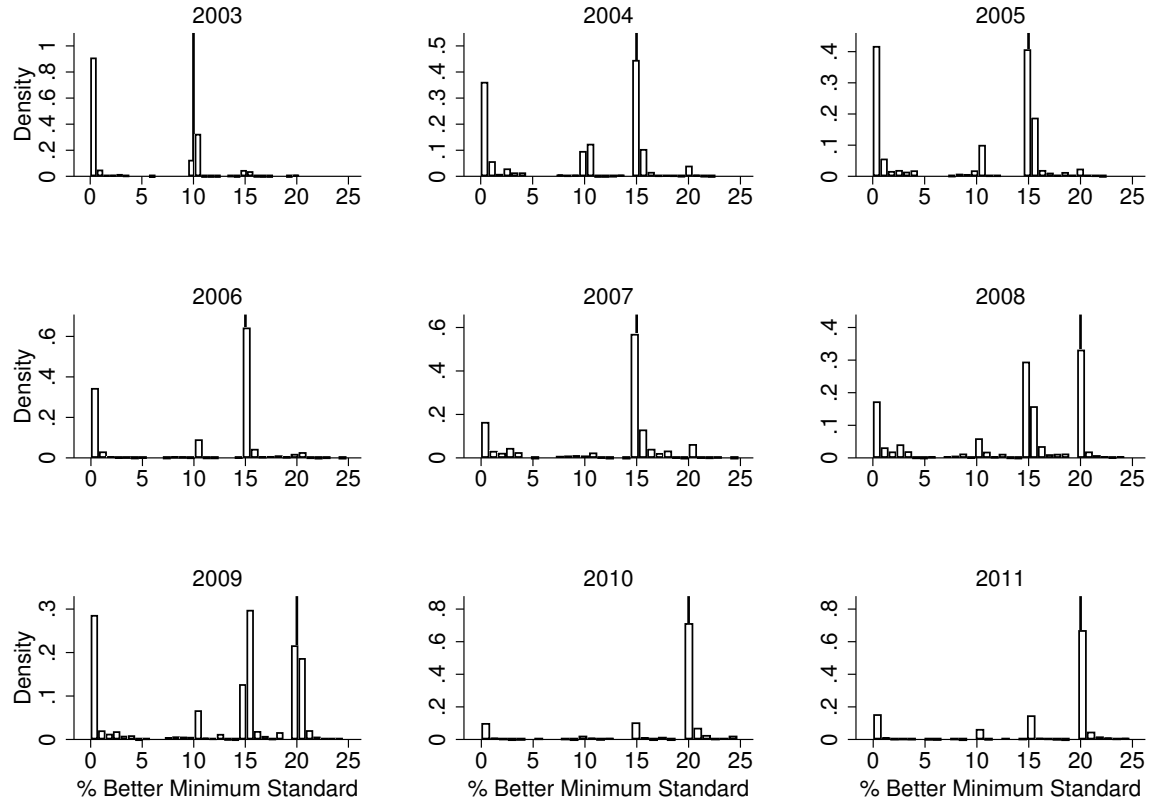 2003 2004 2005
Density
0 .2 .4 .6 .8 1
0 .1 .2 .3 .4 .5
0 .1 .2 .3 .4
0 5 10 15 20 25
0 5 10 15 20 25
0 5 10 15 20 25
2006 2007 2008
Density
0 .2 .4 .6
0 .2 .4 .6
0 .1 .2 .3 .4
0 5 10 15 20 25
0 5 10 15 20 25
0 5 10 15 20 25
2009 2010 2011
Density
0 .1 .2 .3
0 .2 .4 .6 .8
0 .2 .4 .6 .8
0 5 10 15 20 25
0 5 10 15 20 25
0 5 10 15 20 25
% Better Minimum Standard
% Better Minimum Standard
% Better Minimum Standard